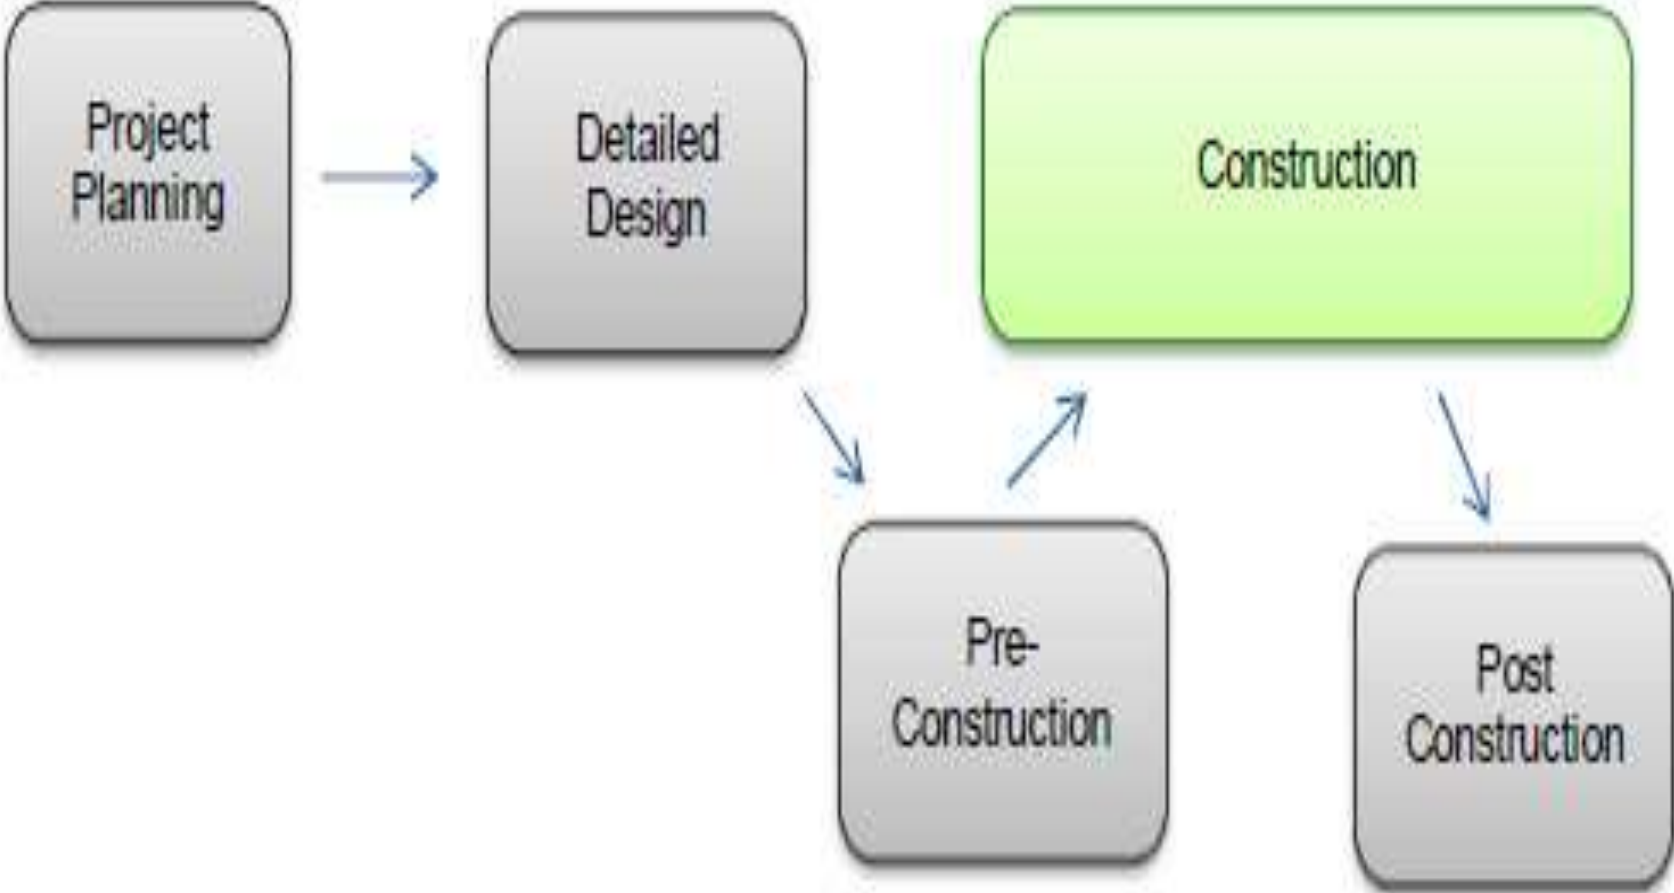 Project
Planning
Detailed
Design
Construction
Pre-
Construction
Post
Construction